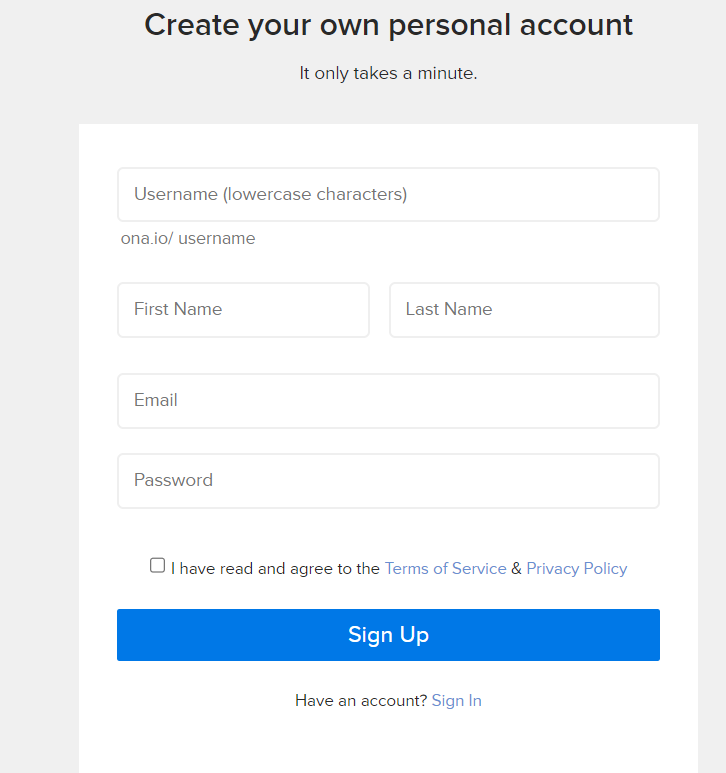 Create your own personal account
It only takes a minute.
Username (lowercase characters)
ona.io/ username
First Name
Last Name
Email
Password
I have read and agree to the Terms of Service & Privacy Policy
Sign Up
Have an account? Sign In